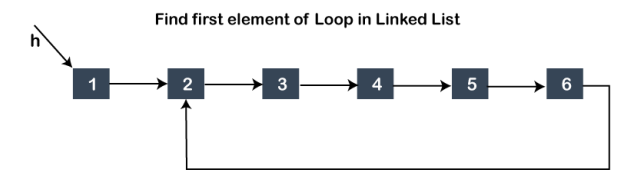 Find first element of Loop in Linked List
h
1 2 3 4 5 6